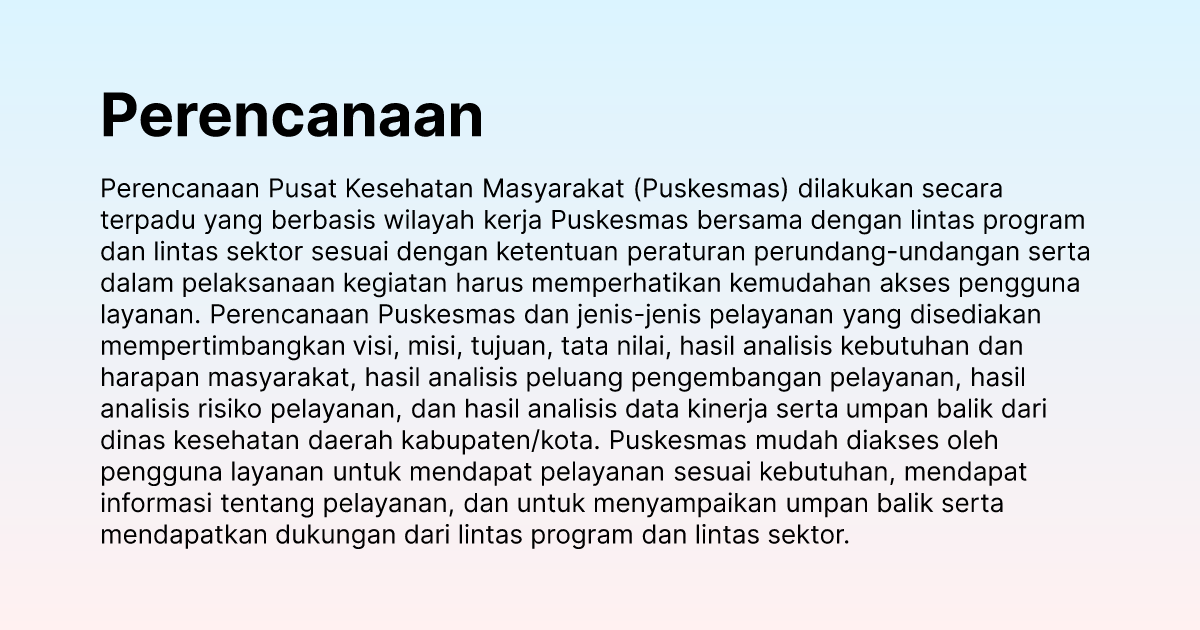 Perencanaan
Perencanaan Pusat Kesehatan Masyarakat (Puskesmas) dilakukan secara
terpadu yang berbasis wilayah kerja Puskesmas bersama dengan lintas program
dan lintas sektor sesuai dengan ketentuan peraturan perundang-undangan serta
dalam pelaksanaan kegiatan harus memperhatikan kemudahan akses pengguna
layanan. Perencanaan Puskesmas dan jenis-jenis pelayanan yang disediakan
mempertimbangkan visi, misi, tujuan, tata nilai, hasil analisis kebutuhan dan
harapan masyarakat, hasil analisis peluang pengembangan pelayanan, hasil
analisis risiko pelayanan, dan hasil analisis data kinerja serta umpan balik dari
dinas kesehatan daerah kabupaten/kota. Puskesmas mudah diakses oleh
pengguna layanan untuk mendapat pelayanan sesuai kebutuhan, mendapat
informasi tentang pelayanan, dan untuk menyampaikan umpan balik serta
mendapatkan dukungan dari lintas program dan lintas sektor.